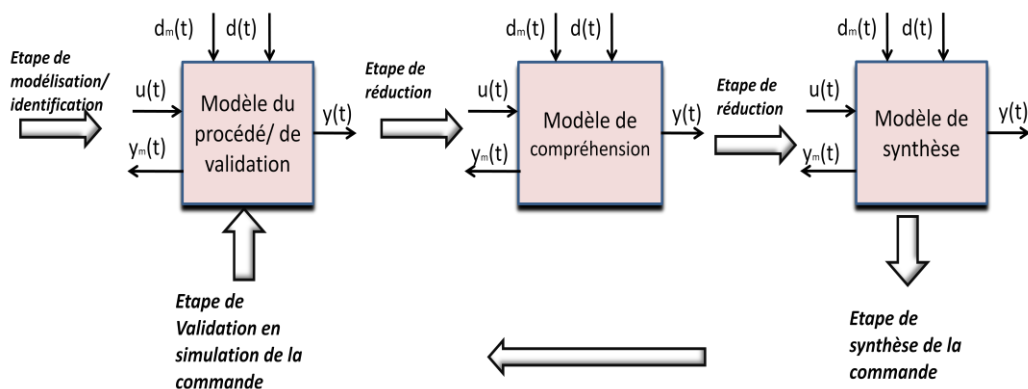 dm(t) d(t)
Etape de
modélisation/
identification
u(t)
ym(t)
Modèle du
procédé/ de
validation
y(t)
Etape de
réduction
dm(t) d(t)
u(t)
ym(t)
Modèle de
compréhension
y(t)
Etape de
réduction
dm(t) d(t)
u(t)
ym(t)
Modèle de
synthèse
y(t)
Etape de
Validation en
simulation de la
commande
Etape de
synthèse de la
commande